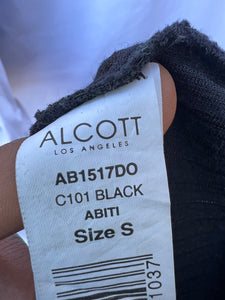 ALCOTT
LOS ANGELES
AB1517DO
C101 BLACK
ABITI
Size S
1037